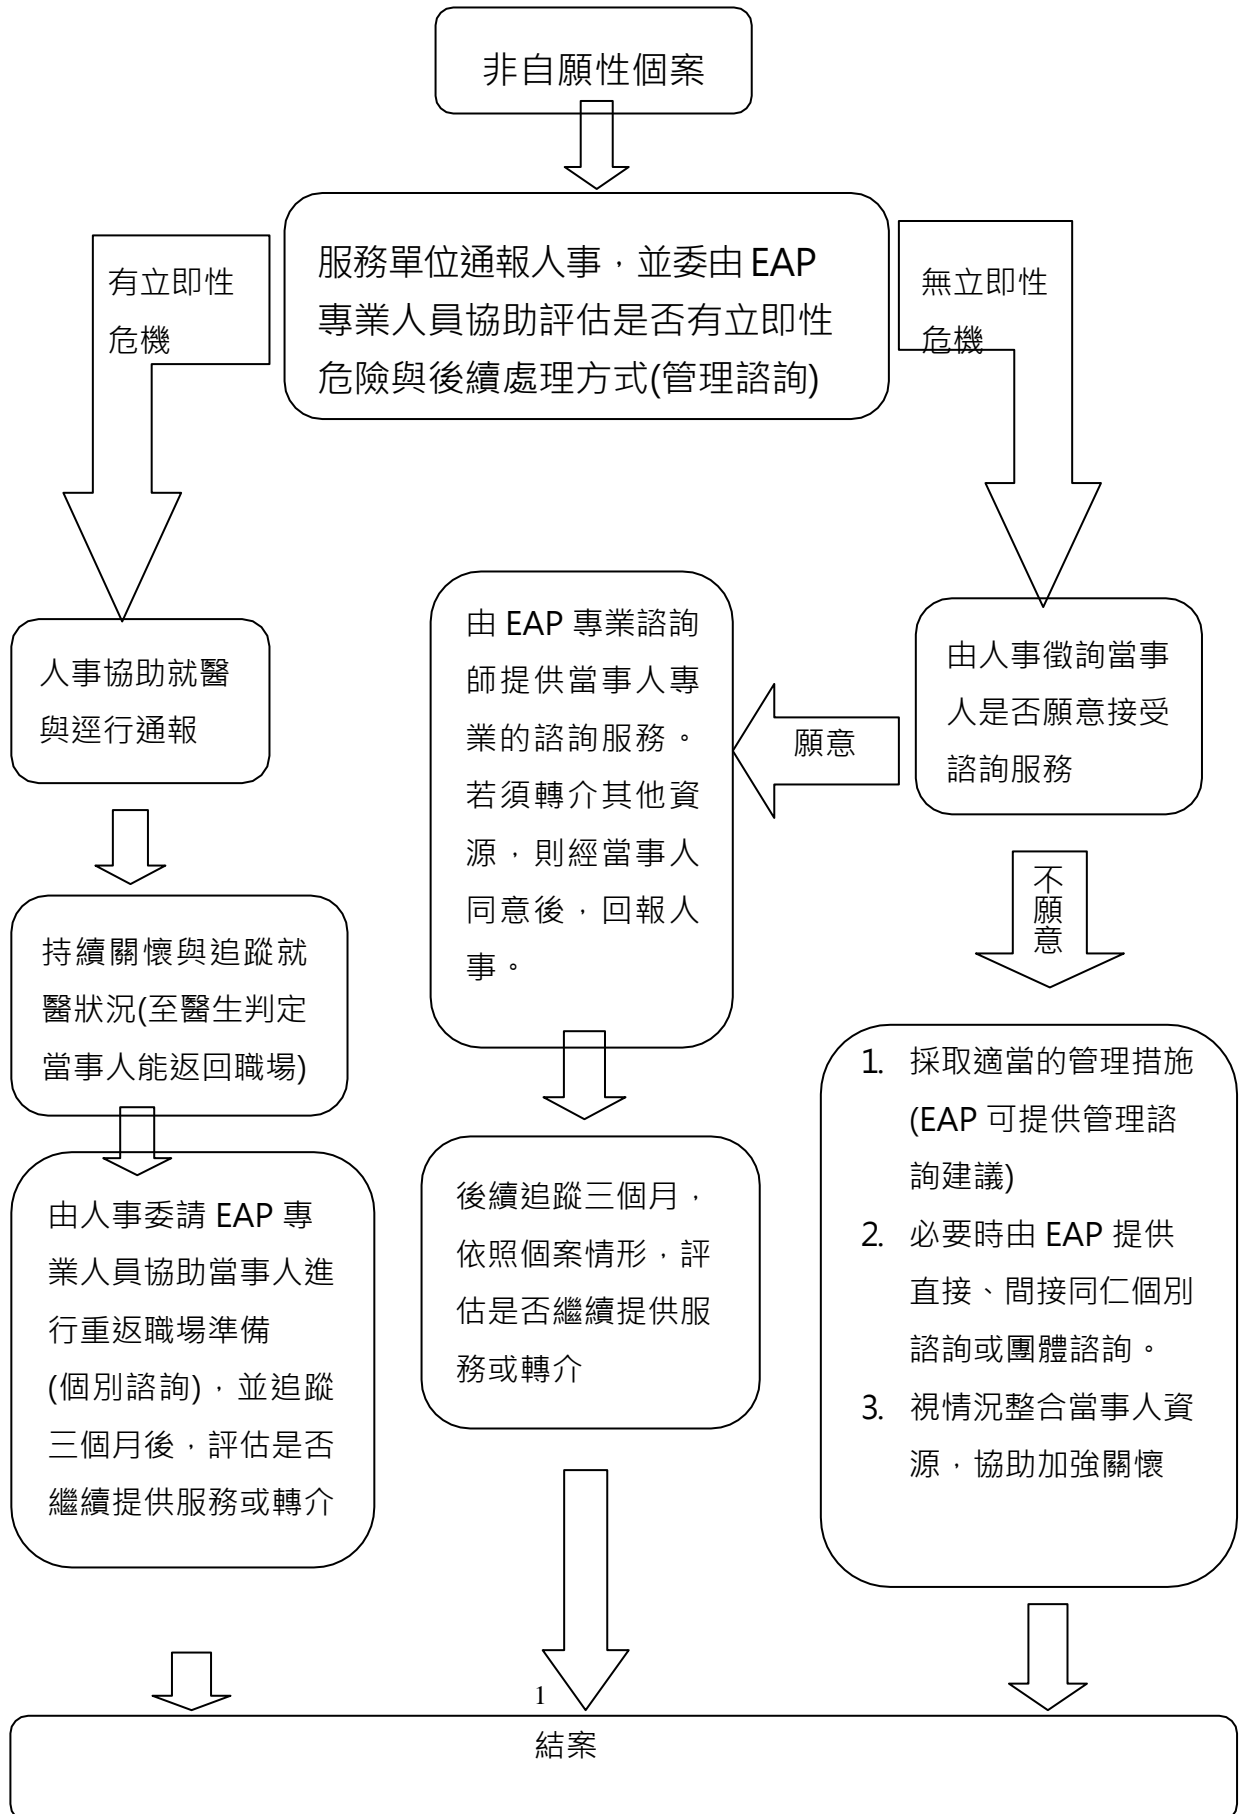 非自願性個案
服務單位通報人事，並委由 EAP
專業人員協助評估是否有立即性
危險與後續處理方式(管理諮詢)
有立即性
危機
無立即性
危機
人事協助就醫
與逕行通報
持續關懷與追蹤就
醫狀況(至醫生判定
當事人能返回職場)
由人事委請 EAP 專
業人員協助當事人進
行重返職場準備
(個別諮詢)，並追蹤
三個月後，評估是否
繼續提供服務或轉介
由人事徵詢當事
人是否願意接受
諮詢服務
願意
由 EAP 專業諮詢
師提供當事人專
業的諮詢服務。
若須轉介其他資
源，則經當事人
同意後，回報人
事。
後續追蹤三個月，
依照個案情形，評
估是否繼續提供服
務或轉介
不願意
1. 採取適當的管理措施
(EAP 可提供管理諮
詢建議)
2. 必要時由 EAP 提供
直接、間接同仁個別
諮詢或團體諮詢。
3. 視情況整合當事人資
源，協助加強關懷
1
結案